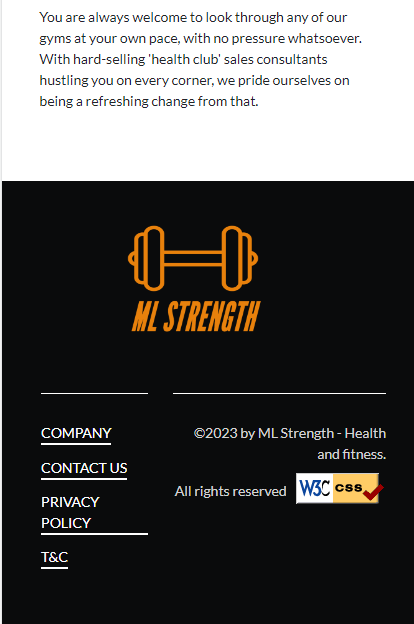 You are always welcome to look through any of our
gyms at your own pace, with no pressure whatsoever.
With hard-selling 'health club' sales consultants
hustling you on every corner, we pride ourselves on
being a refreshing change from that.
ML STRENGTH
COMPANY
CONTACT US
PRIVACY
POLICY
T&C
©2023 by ML Strength - Health
and fitness.
All rights reserved W3C css